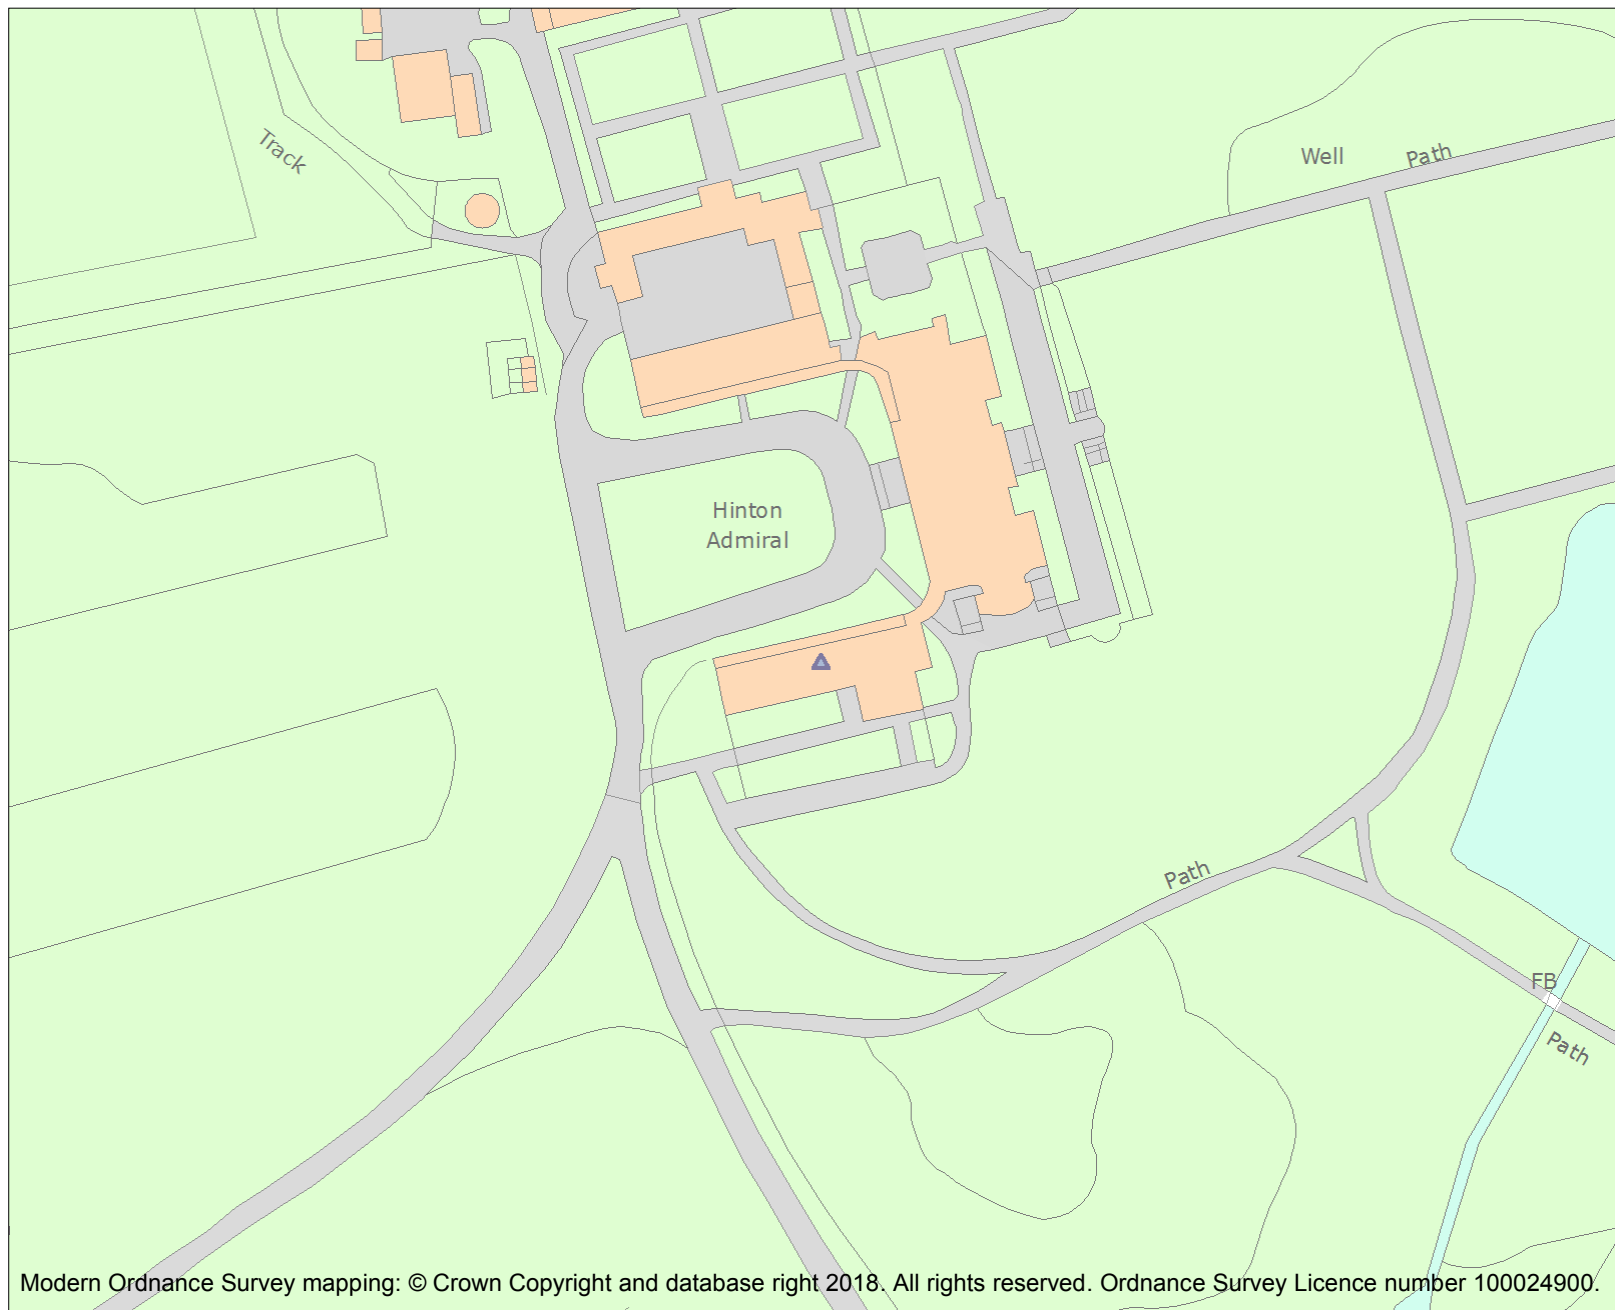 Track
Well
Path
Hinton
Admiral
Path
FB
Path
Modern Ordnance Survey mapping: © Crown Copyright and database right 2018. All rights reserved. Ordnance Survey Licence number 100024900.